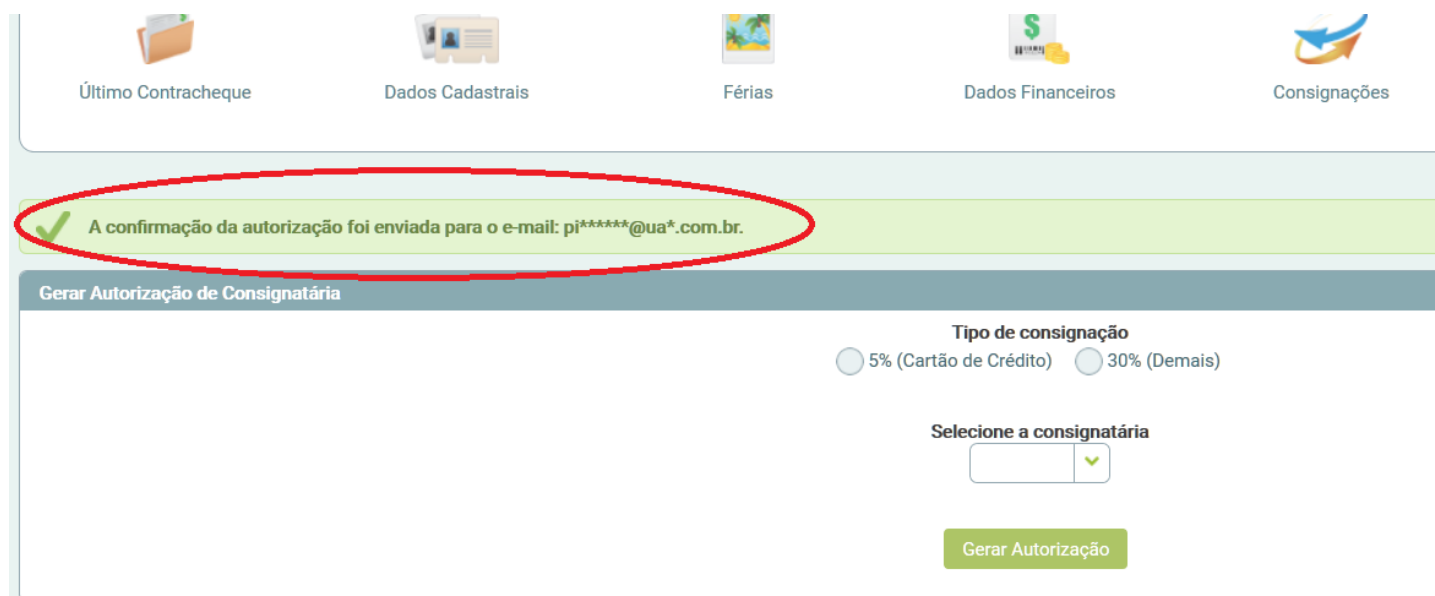 Último Contracheque
Dados Cadastrais
Férias
Dados Financeiros
Consignações
A confirmação da autorização foi enviada para o e-mail: pi******@ua*.com.br.
Gerar Autorização de Consignatária
Tipo de consignação
5% (Cartão de Crédito) 30% (Demais)
Selecione a consignatária
Gerar Autorização